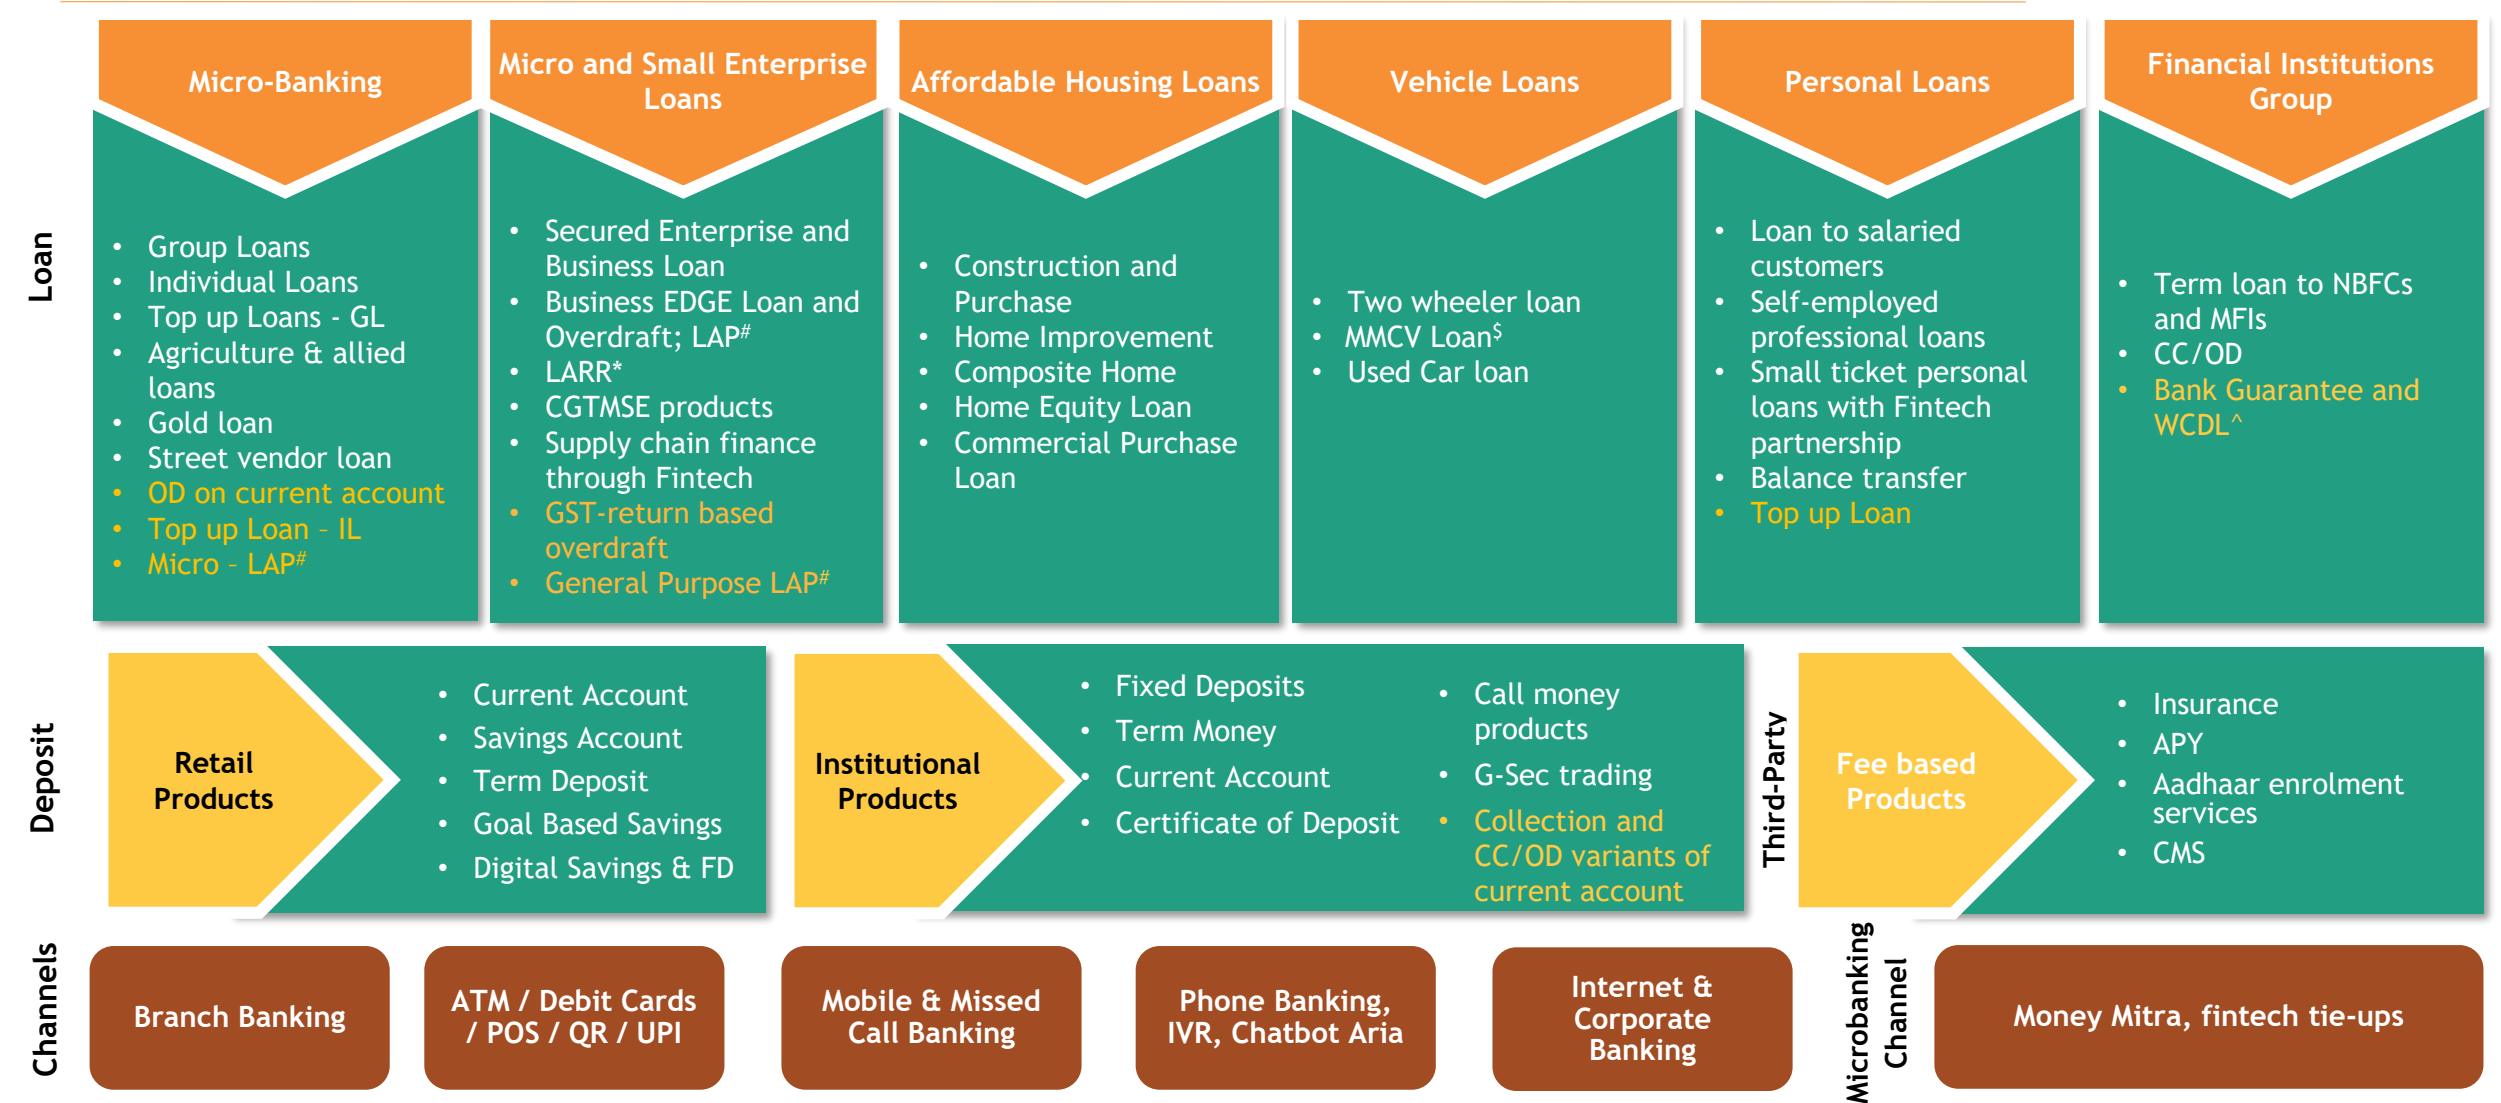 Loan
Micro-Banking
• Group Loans
• Individual Loans
• Top up Loans - GL
• Agriculture & allied
loans
• Gold loan
• Street vendor loan
• OD on current account
• Top up Loan – IL
• Micro – LAP#
Micro and Small Enterprise
Loans
• Secured Enterprise and
Business Loan
• Business EDGE Loan and
Overdraft; LAP#
• LARR*
• CGTMSE products
• Supply chain finance
through Fintech
• GST-return based
overdraft
• General Purpose LAP#
Affordable Housing Loans
• Construction and
Purchase
• Home Improvement
• Composite Home
• Home Equity Loan
• Commercial Purchase
Loan
Vehicle Loans
• Two wheeler loan
• MMCV Loan$
• Used Car loan
Personal Loans
• Loan to salaried
customers
• Self-employed
professional loans
• Small ticket personal
loans with Fintech
partnership
• Balance transfer
• Top up Loan
Financial Institutions
Group
• Term loan to NBFCs
and MFIs
• CC/OD
• Bank Guarantee and
WCDL^
Deposit
Retail
Products
• Current Account
• Savings Account
• Term Deposit
• Goal Based Savings
• Digital Savings & FD
Institutional
Products
• Fixed Deposits
• Term Money
• Current Account
• Certificate of Deposit
• Call money
products
• G-Sec trading
• Collection and
CC/OD variants of
current account
Third-Party
Fee based
Products
• Insurance
• APY
• Aadhaar enrolment
services
• CMS
Channels
Branch Banking
ATM / Debit Cards
/ POS / QR / UPI
Mobile & Missed
Call Banking
Phone Banking,
IVR, Chatbot Aria
Internet &
Corporate
Banking
Microbanking
Channel
Money Mitra, fintech tie-ups